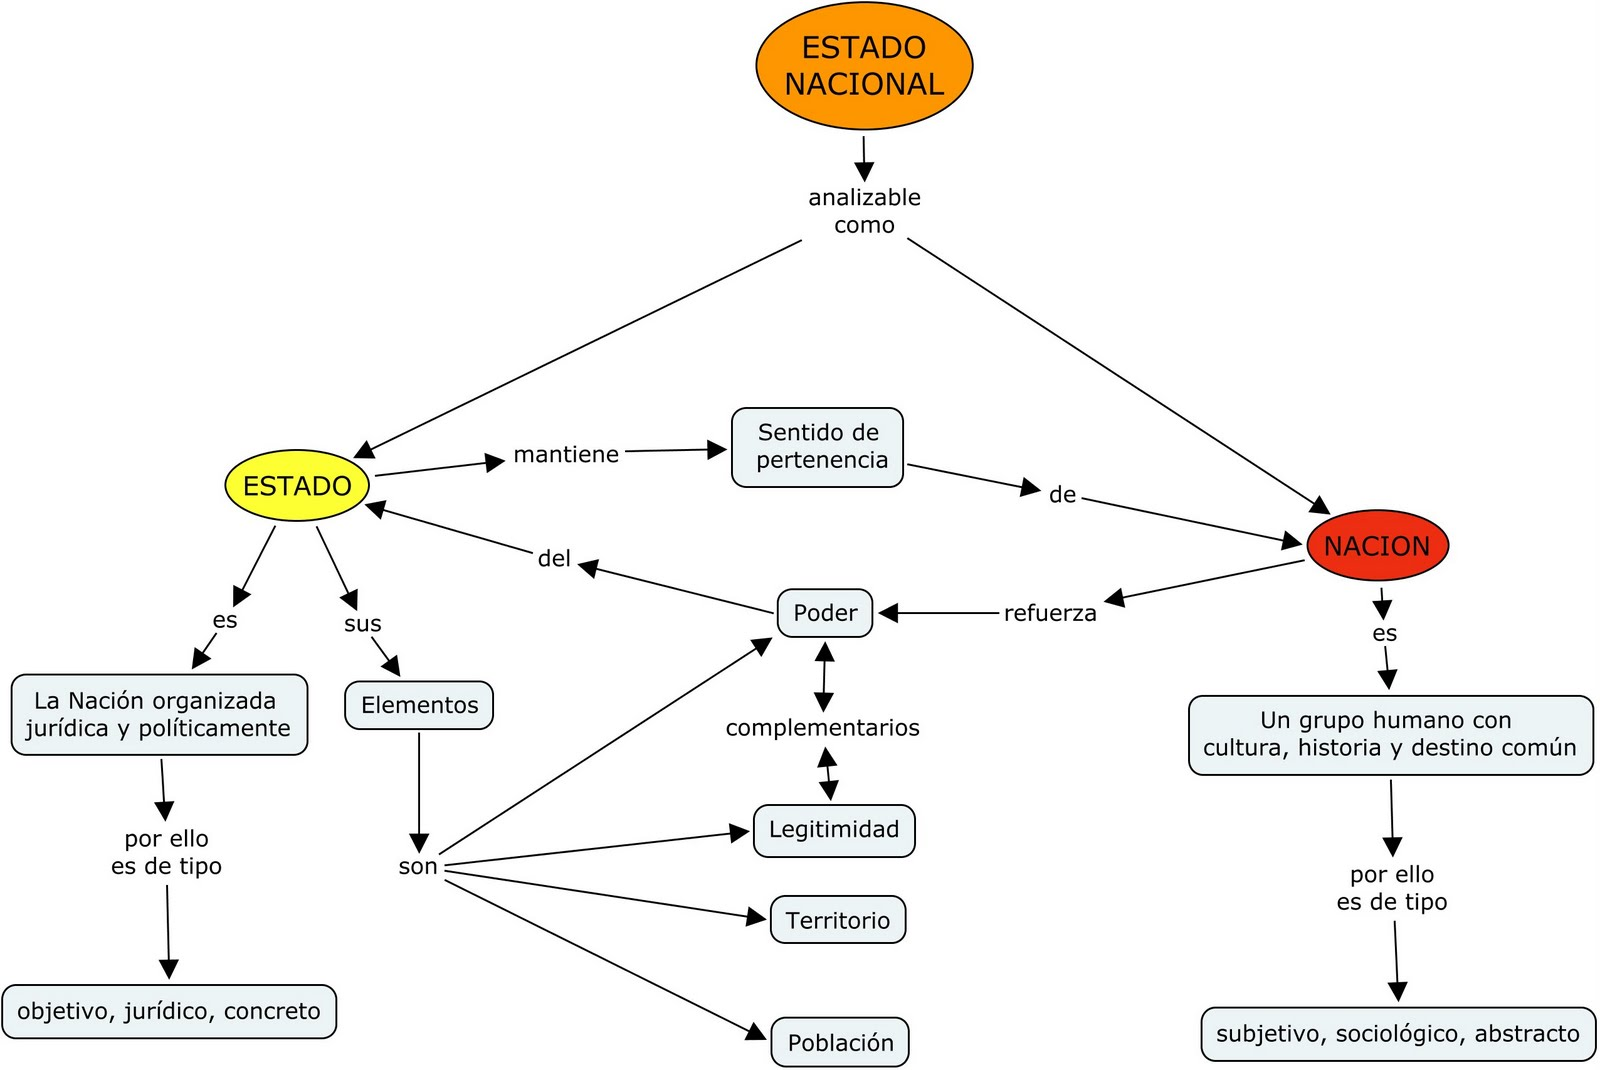 ESTADO
NACIONAL
analizable
como
Sentido de
pertenencia
mantiene
ESTADO
de
NACION
del
Poder
refuerza
es
sus
es
La Nación organizada
jurídica y políticamente
Elementos
complementarios
Un grupo humano con
cultura, historia y destino común
por ello
es de tipo
son
Legitimidad
Territorio
Población
por ello
es de tipo
objetivo, jurídico, concreto
subjetivo, sociológico, abstracto